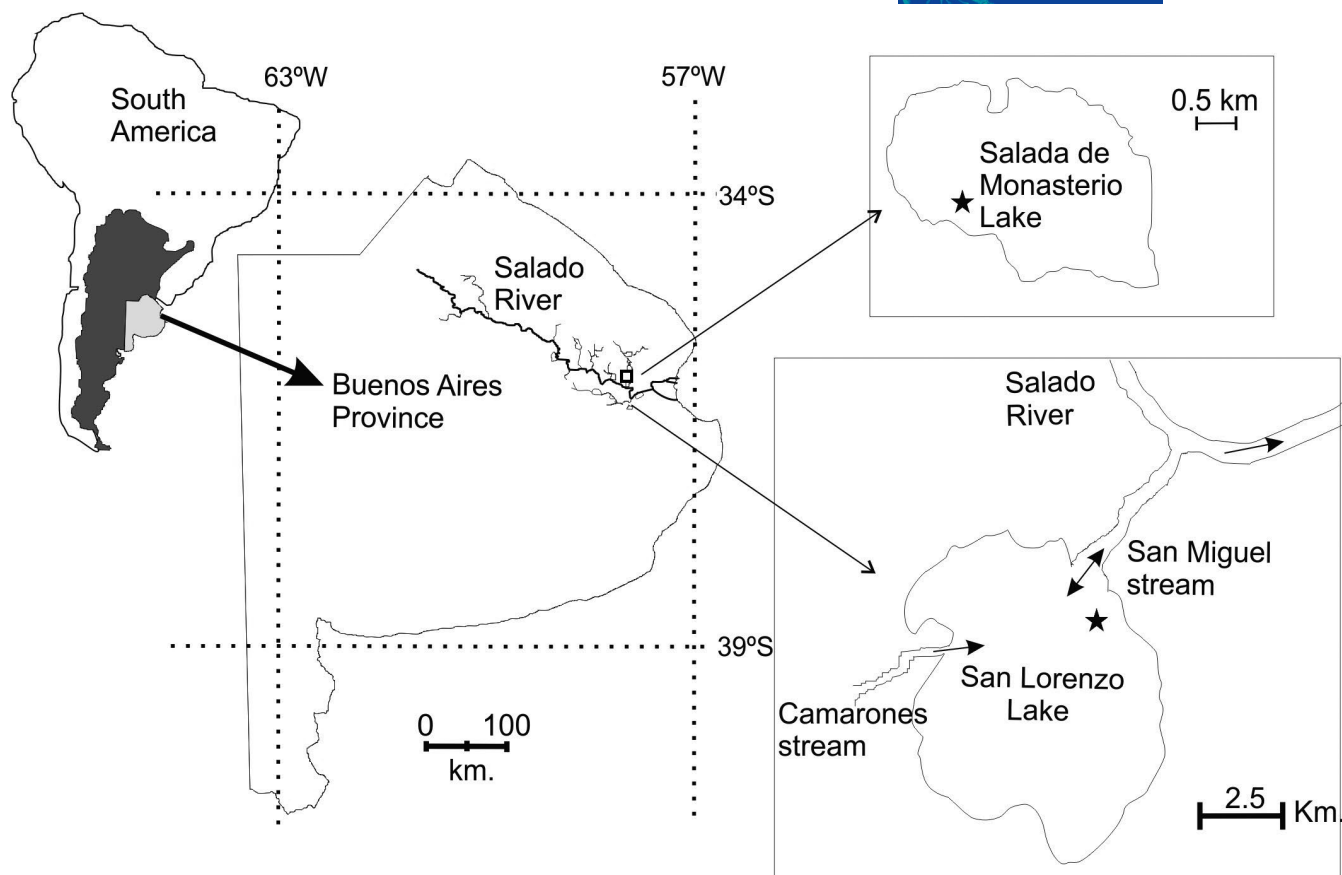 63ºW
57ºW
South
America
34ºS
Salado
River
Buenos Aires
Province
39ºS
0 100
km.
0.5 km
Salada de
Monasterio
Lake
Salado
River
San Miguel
stream
San Lorenzo
Lake
Camarones
stream
2.5 Km.